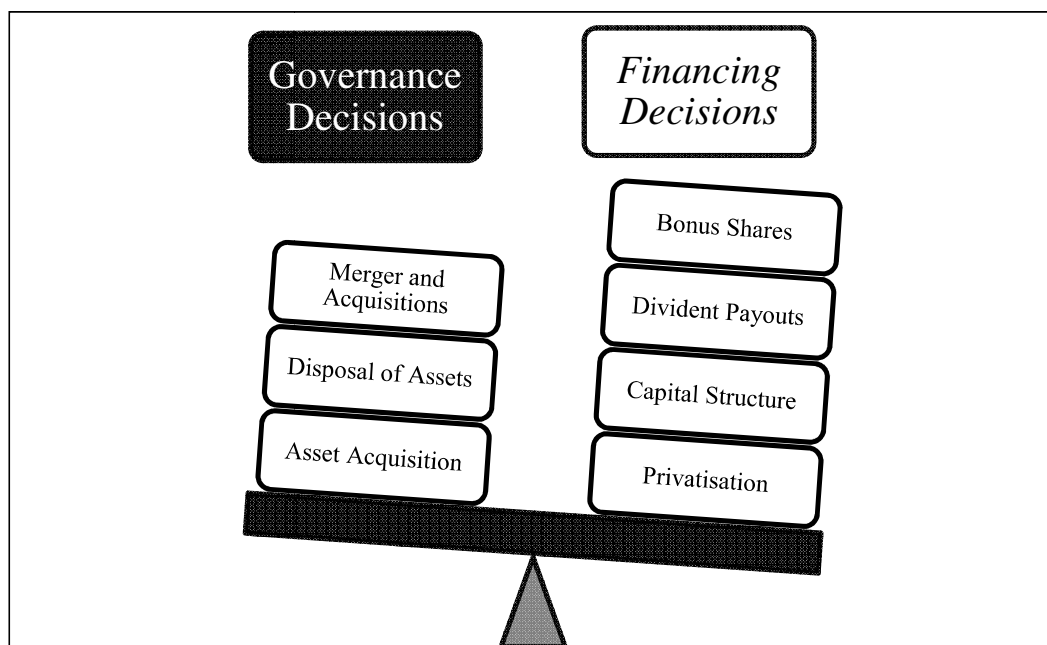 Governance
Decisions
Financing
Decisions
Merger and
Acquisitions
Disposal of Assets
Asset Acquisition
Bonus Shares
Divident Payouts
Capital Structure
Privatisation